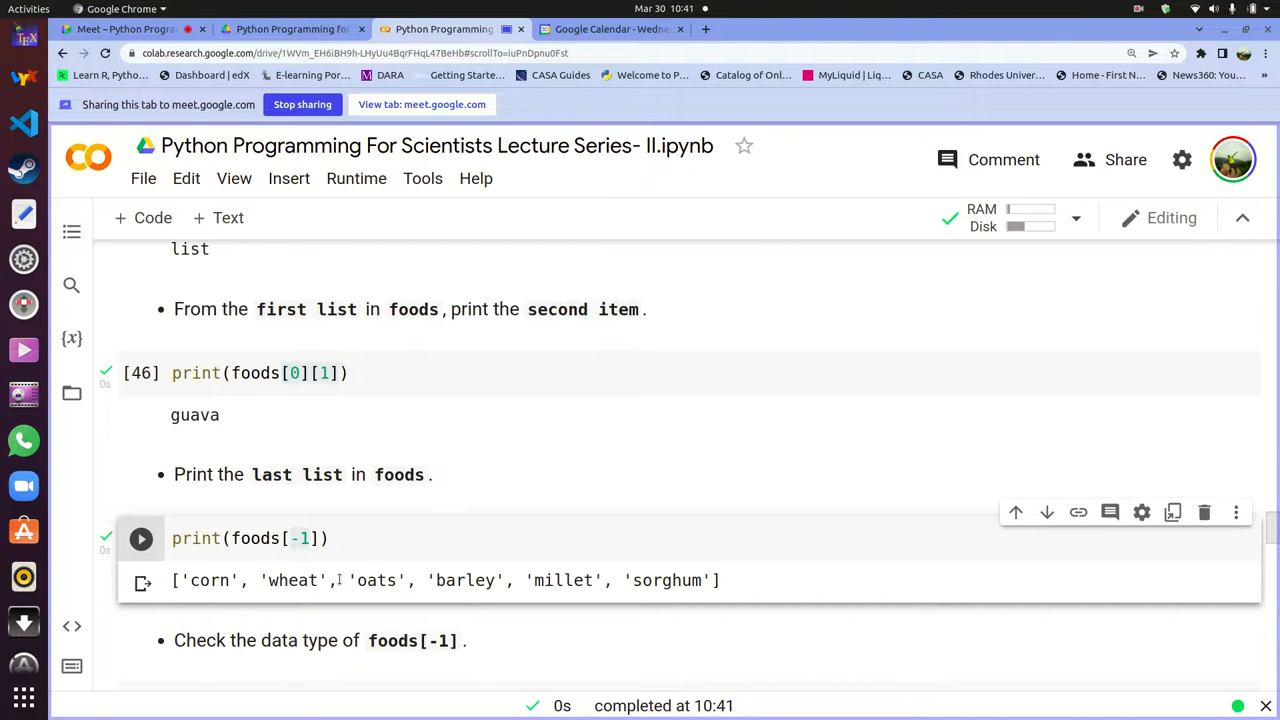 Activities Google Chrome Mar 30 10:41
Meet – Python Progra Python Programming for Python Programming Google Calendar - Wedne
colab.research.google.com/drive/1WVm_EH6iBH9h-LHyUu4BqrFHqL47BeHb#scrollTo=iuPnDpnu0Fst
Learn R, Pytho... Dashboard | edX E-learning Por... DARA Getting Starte... CASA Guides Welcome to P... Catalog of Onl... MyLiquid | Liq... CASA Rhodes Univer... Home - First N... News360: You... »
Sharing this tab to meet.google.com Stop sharing View tab: meet.google.com
Python Programming For Scientists Lecture Series- II.ipynb
Comment Share
File Edit View Insert Runtime Tools Help
+ Code + Text RAM Disk Editing
list
• From the first list in foods, print the second item.
[46] print(foods[0][1])
0s
guava
• Print the last list in foods.
print(foods[-1])
0s
['corn', 'wheat', 'oats', 'barley', 'millet', 'sorghum']
• Check the data type of foods[-1].
0s completed at 10:41